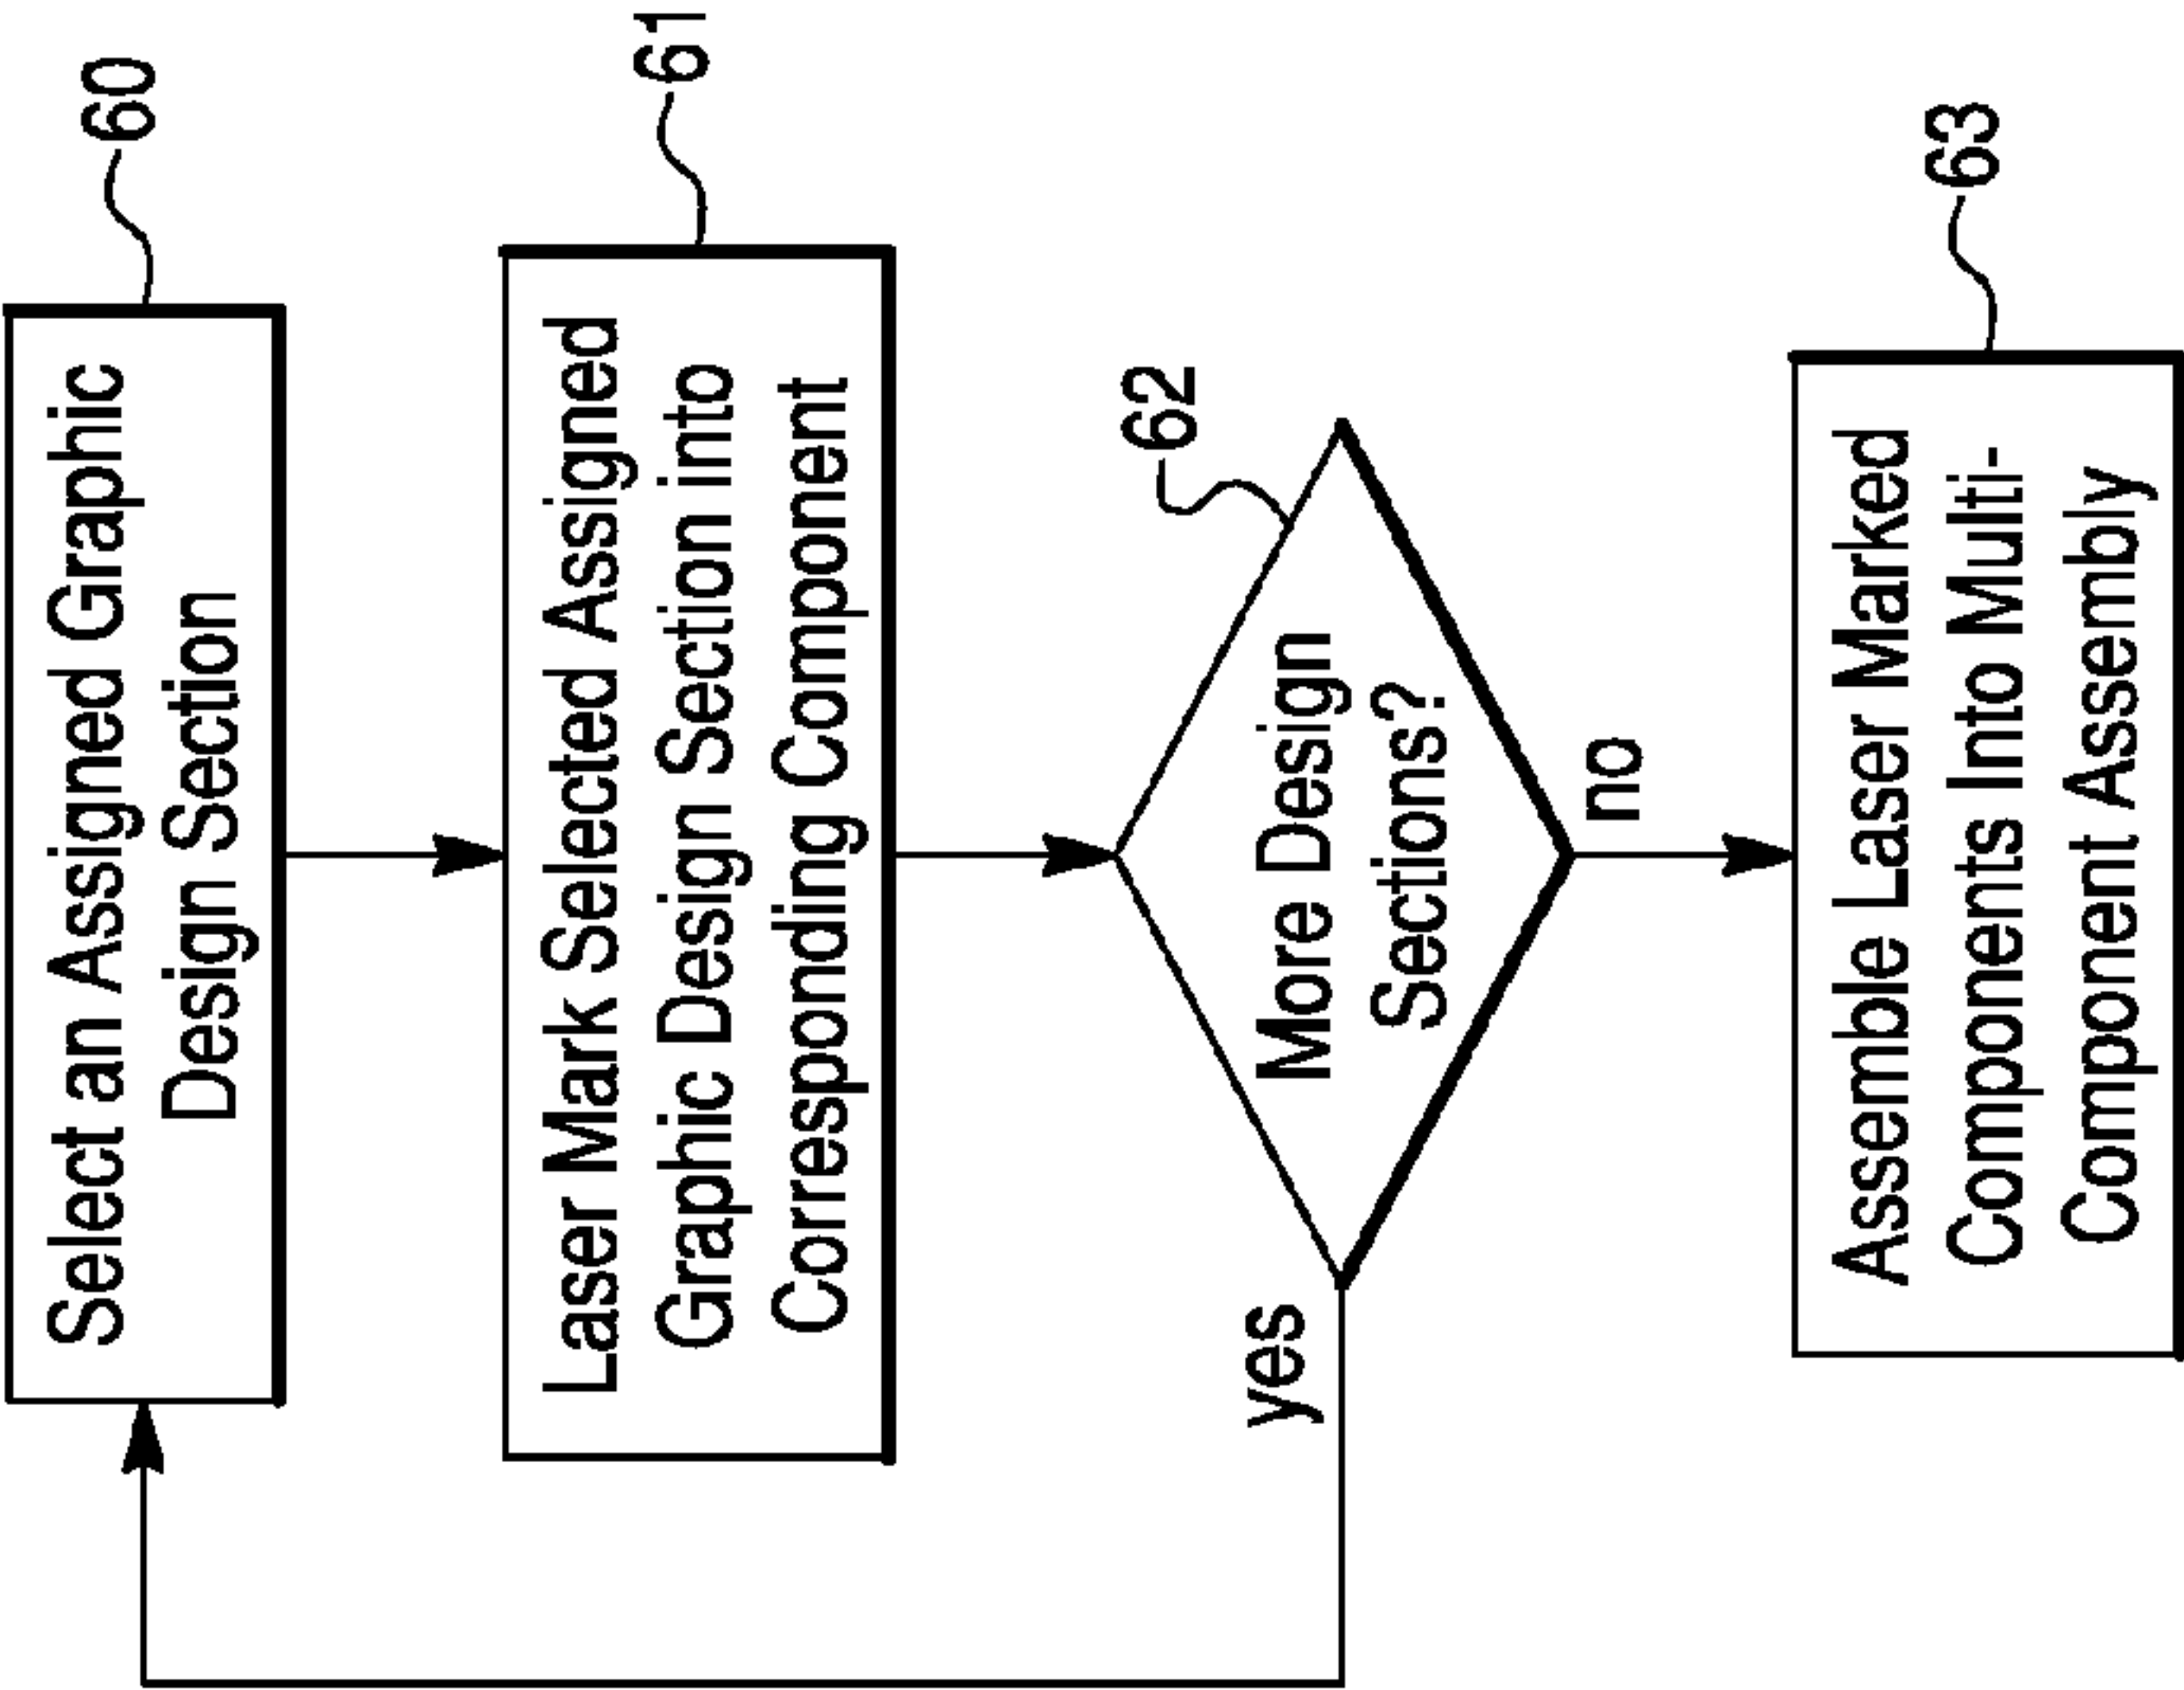 Select an Assigned Graphic
Design Section
60
Laser Mark Selected Assigned
Graphic Design Section into
Corresponding Component
61
More Design
Sections?
62
yes
no
Assemble Laser Marked
Components Into Multi-
Component Assembly
63